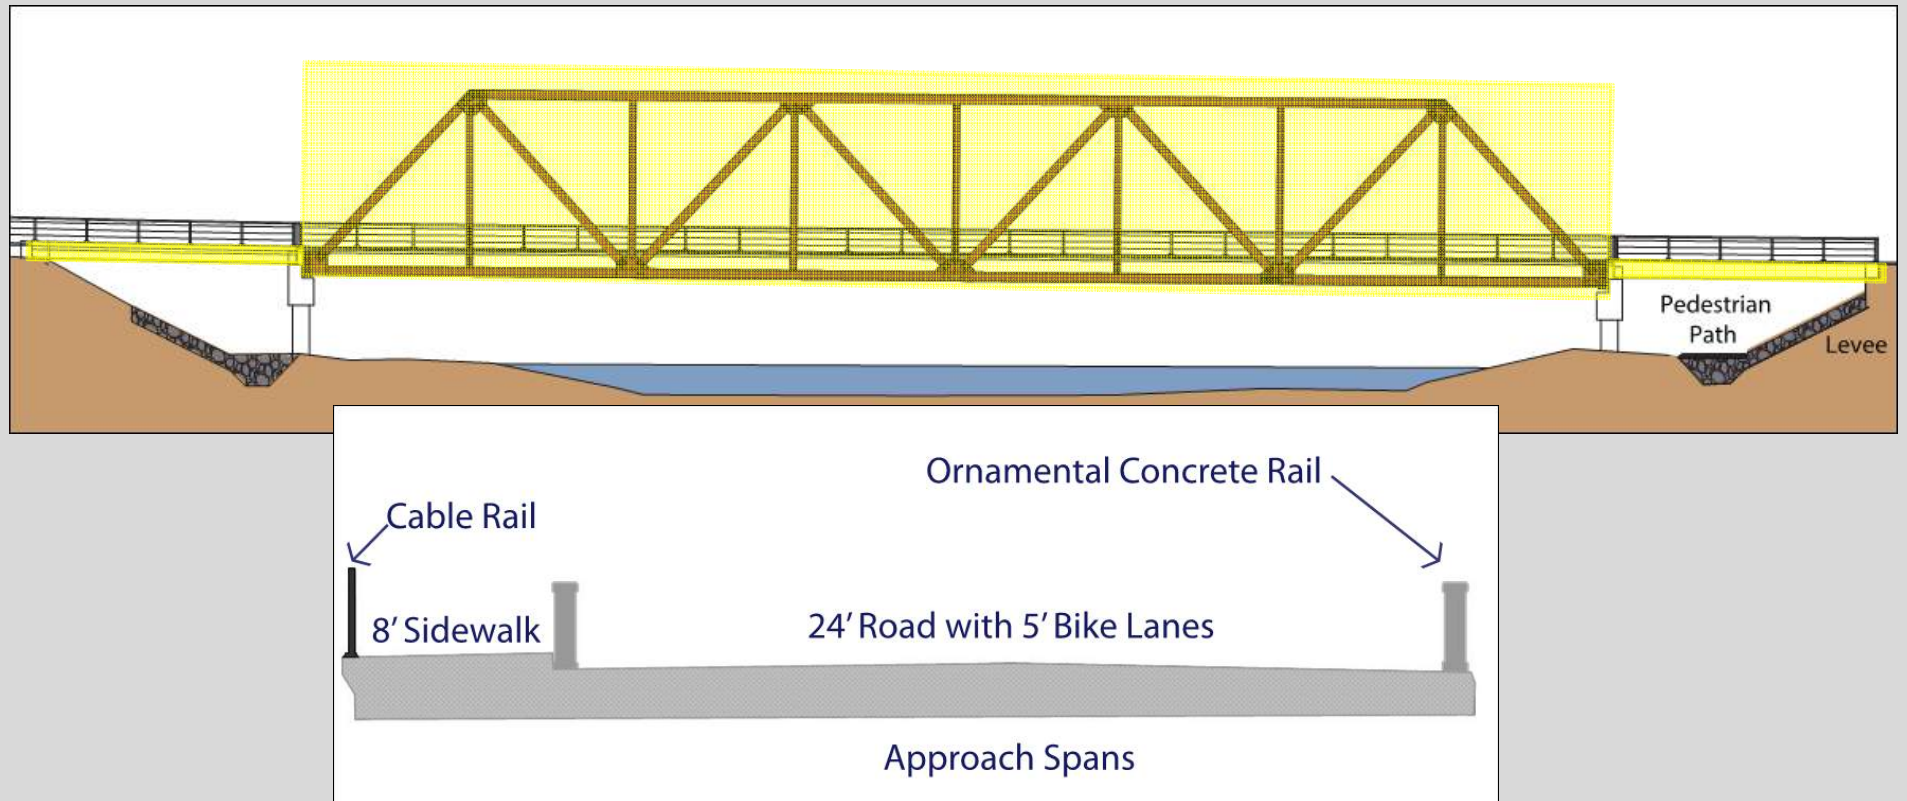 Pedestrian
Path
Levee
Ornamental Concrete Rail
Cable Rail
8’ Sidewalk
24’ Road with 5’ Bike Lanes
Approach Spans